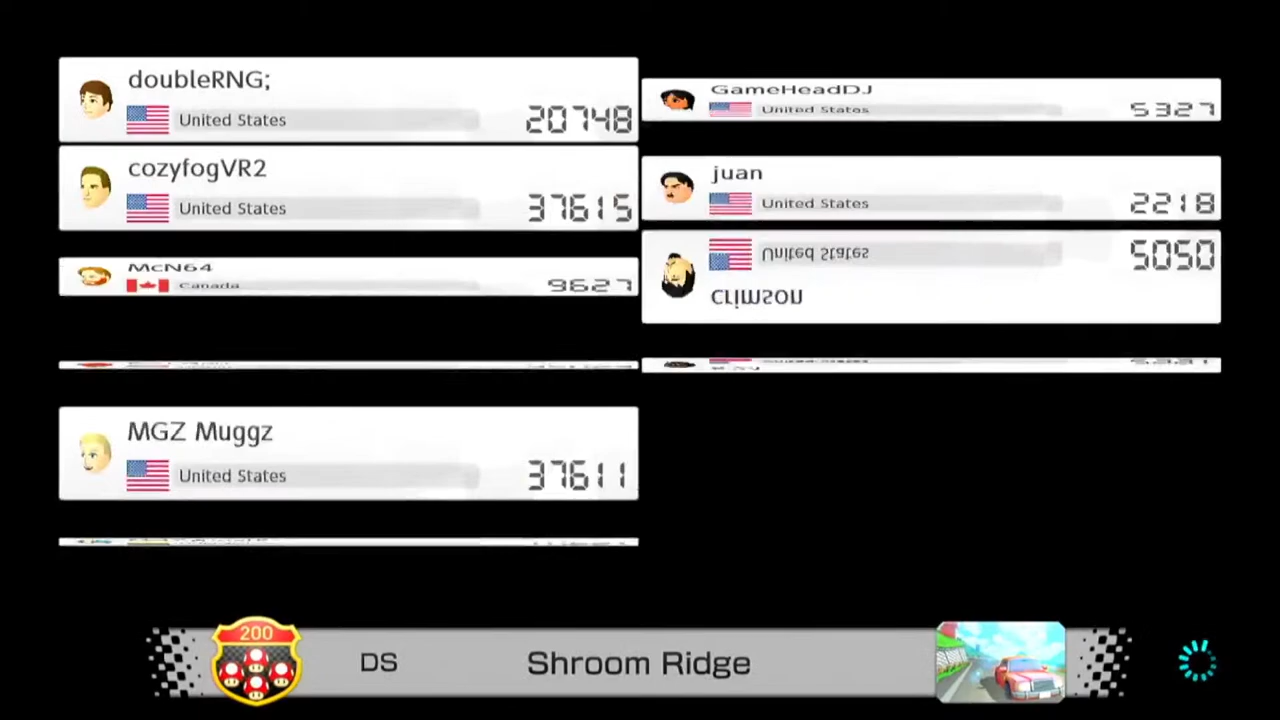 doubleRNG;
United States 20748
cozyfogVR2
United States 37615
McN64
Canada 9627
MGZ Muggz
United States 37611
GameHeadDJ
United States 5327
juan
United States 2218
United States 5050
crimson
200
DS Shroom Ridge